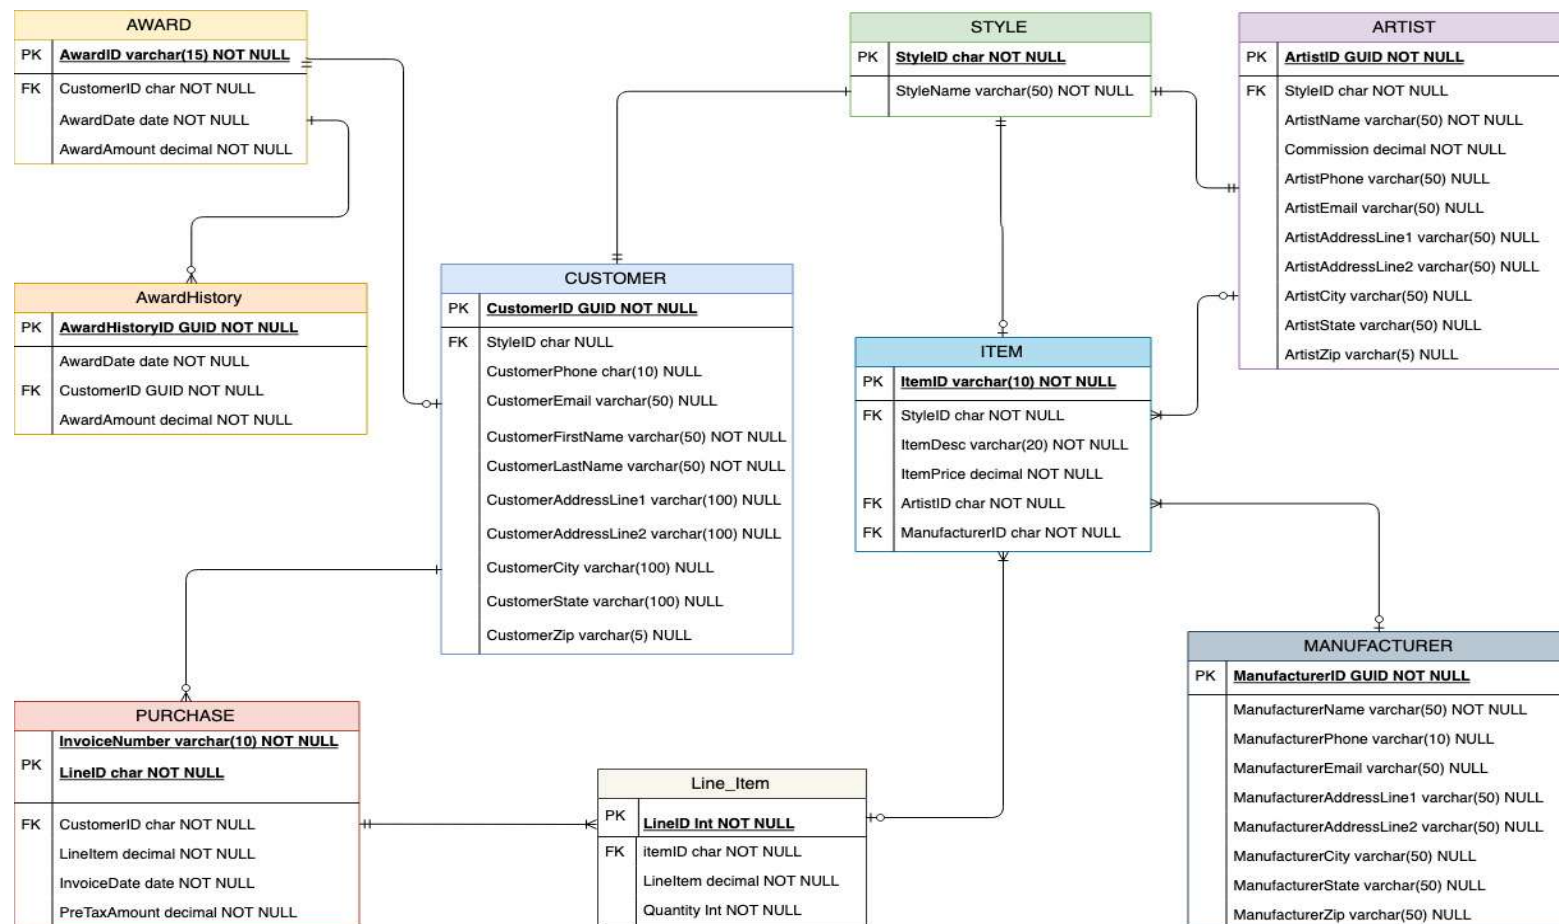 AWARD
PK AwardID varchar(15) NOT NULL
FK CustomerID char NOT NULL
AwardDate date NOT NULL
AwardAmount decimal NOT NULL
AwardHistory
PK AwardHistoryID GUID NOT NULL
AwardDate date NOT NULL
FK CustomerID GUID NOT NULL
AwardAmount decimal NOT NULL
STYLE
PK StyleID char NOT NULL
StyleName varchar(50) NOT NULL
ARTIST
PK ArtistID GUID NOT NULL
FK StyleID char NOT NULL
ArtistName varchar(50) NOT NULL
Commission decimal NOT NULL
ArtistPhone varchar(50) NULL
ArtistEmail varchar(50) NULL
ArtistAddressLine1 varchar(50) NULL
ArtistAddressLine2 varchar(50) NULL
ArtistCity varchar(50) NULL
ArtistState varchar(50) NULL
ArtistZip varchar(5) NULL
CUSTOMER
PK CustomerID GUID NOT NULL
FK StyleID char NULL
CustomerPhone char(10) NULL
CustomerEmail varchar(50) NULL
CustomerFirstName varchar(50) NOT NULL
CustomerLastName varchar(50) NOT NULL
CustomerAddressLine1 varchar(100) NULL
CustomerAddressLine2 varchar(100) NULL
CustomerCity varchar(100) NULL
CustomerState varchar(100) NULL
CustomerZip varchar(5) NULL
ITEM
PK ItemID varchar(10) NOT NULL
FK StyleID char NOT NULL
ItemDesc varchar(20) NOT NULL
ItemPrice decimal NOT NULL
FK ArtistID char NOT NULL
FK ManufacturerID char NOT NULL
PURCHASE
InvoiceNumber varchar(10) NOT NULL
PK LineID char NOT NULL
FK CustomerID char NOT NULL
LineItem decimal NOT NULL
InvoiceDate date NOT NULL
PreTaxAmount decimal NOT NULL
Line_Item
PK LineID Int NOT NULL
FK itemID char NOT NULL
LineItem decimal NOT NULL
Quantity Int NOT NULL
MANUFACTURER
PK ManufacturerID GUID NOT NULL
ManufacturerName varchar(50) NOT NULL
ManufacturerPhone varchar(10) NULL
ManufacturerEmail varchar(50) NULL
ManufacturerAddressLine1 varchar(50) NULL
ManufacturerAddressLine2 varchar(50) NULL
ManufacturerCity varchar(50) NULL
ManufacturerState varchar(50) NULL
ManufacturerZip varchar(50) NULL